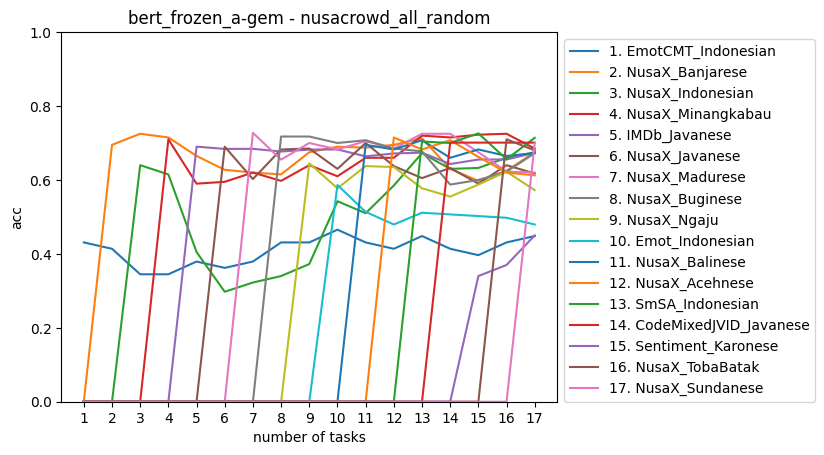 bert_frozen_a-gem - nusacrowd_all_random
1.0
0.8
0.6
0.4
0.2
0.0
acc
1 2 3 4 5 6 7 8 9 10 11 12 13 14 15 16 17
number of tasks
1. EmotCMT_Indonesian
2. NusaX_Banjarese
3. NusaX_Indonesian
4. NusaX_Minangkabau
5. IMDb_Javanese
6. NusaX_Javanese
7. NusaX_Madurese
8. NusaX_Buginese
9. NusaX_Ngaju
10. Emot_Indonesian
11. NusaX_Balinese
12. NusaX_Acehnese
13. SmSA_Indonesian
14. CodeMixedJVID_Javanese
15. Sentiment_Karonese
16. NusaX_TobaBatak
17. NusaX_Sundanese